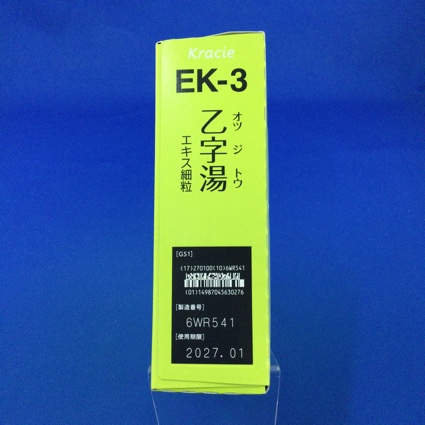 Kracie
EK-3
乙字湯
オツ ジ トウ
エキス細粒
[GS1]
(17)270100(10)6WR541
(01)14987045630276
[製造番号]
6WR541
[使用期限]
2027.01